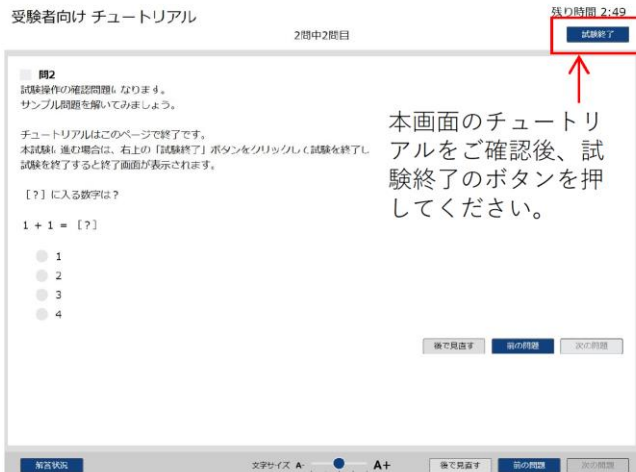 受験者向け チュートリアル
残り時間 2:49
2問中2問目
試験終了
問2
試験操作の確認問題になります。
サンプル問題を解いてみましょう。
チュートリアルはこのページで終了です。
本試験に進む場合は、右上の「試験終了」ボタンをクリックして試験を終了し
試験を終了すると終了画面が表示されます。
[?]に入る数字は?
1 + 1 = [?]
1
2
3
4
本画面のチュートリ
アルをご確認後、試
験終了のボタンを押
してください。
後で見直す 前の問題 次の問題
解答状況 文字サイズ A- A+ 後で見直す 前の問題 次の問題